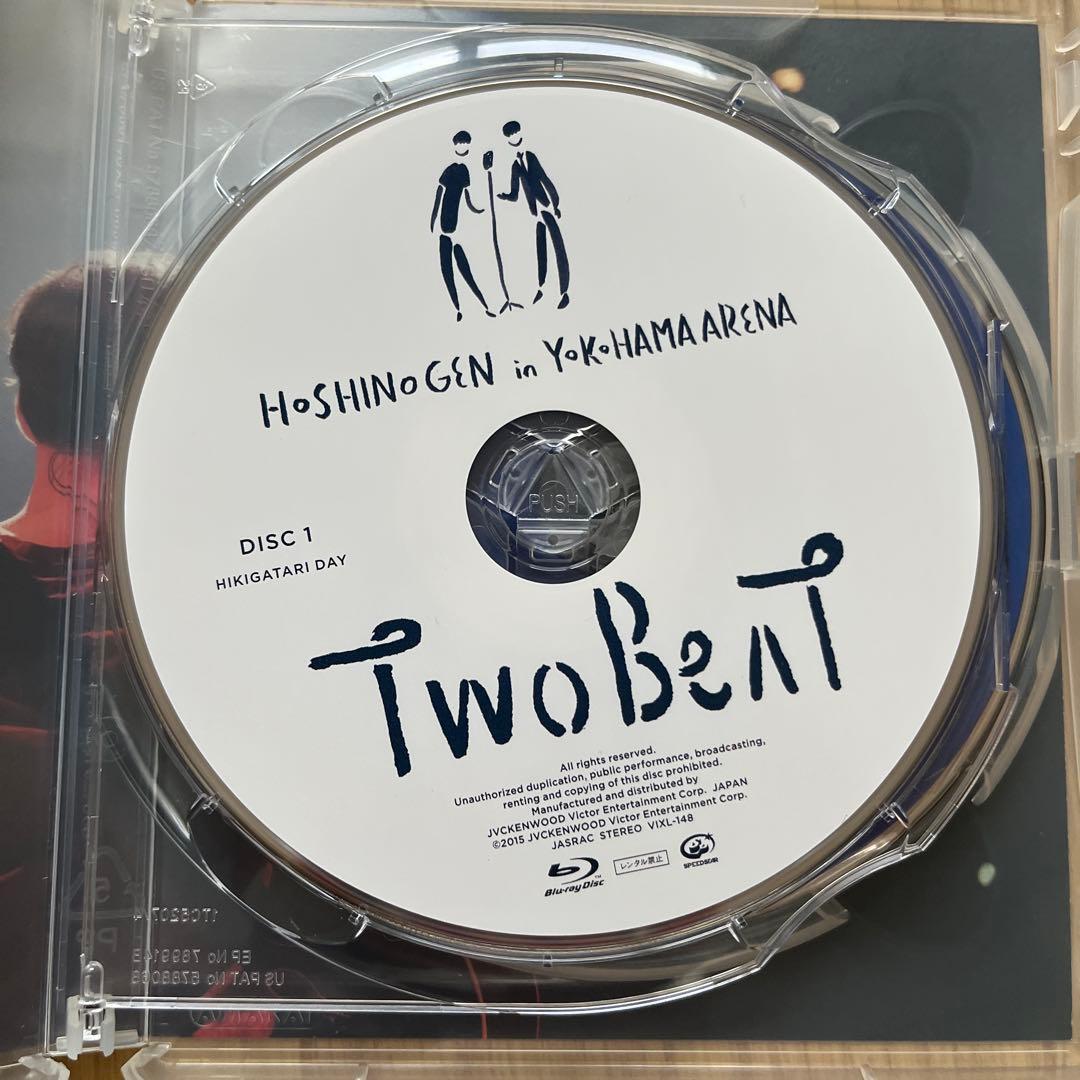 HoSHINo GEN in YoKoHAMA ARENA
PUSH
DISC 1
HIKIGATARI DAY
Two BeaT
All rights reserved.
Unauthorized duplication, public performance, broadcasting,
renting and copying of this disc prohibited.
Manufactured and distributed by
JVCKENWOOD Victor Entertainment Corp. JAPAN
©2015 JVCKENWOOD Victor Entertainment Corp.
JASRAC STEREO VIXL-148
Blu-ray Disc™
レンタル禁止
SPEEDSTAR
EP No 7899143
US PAT No 6788068